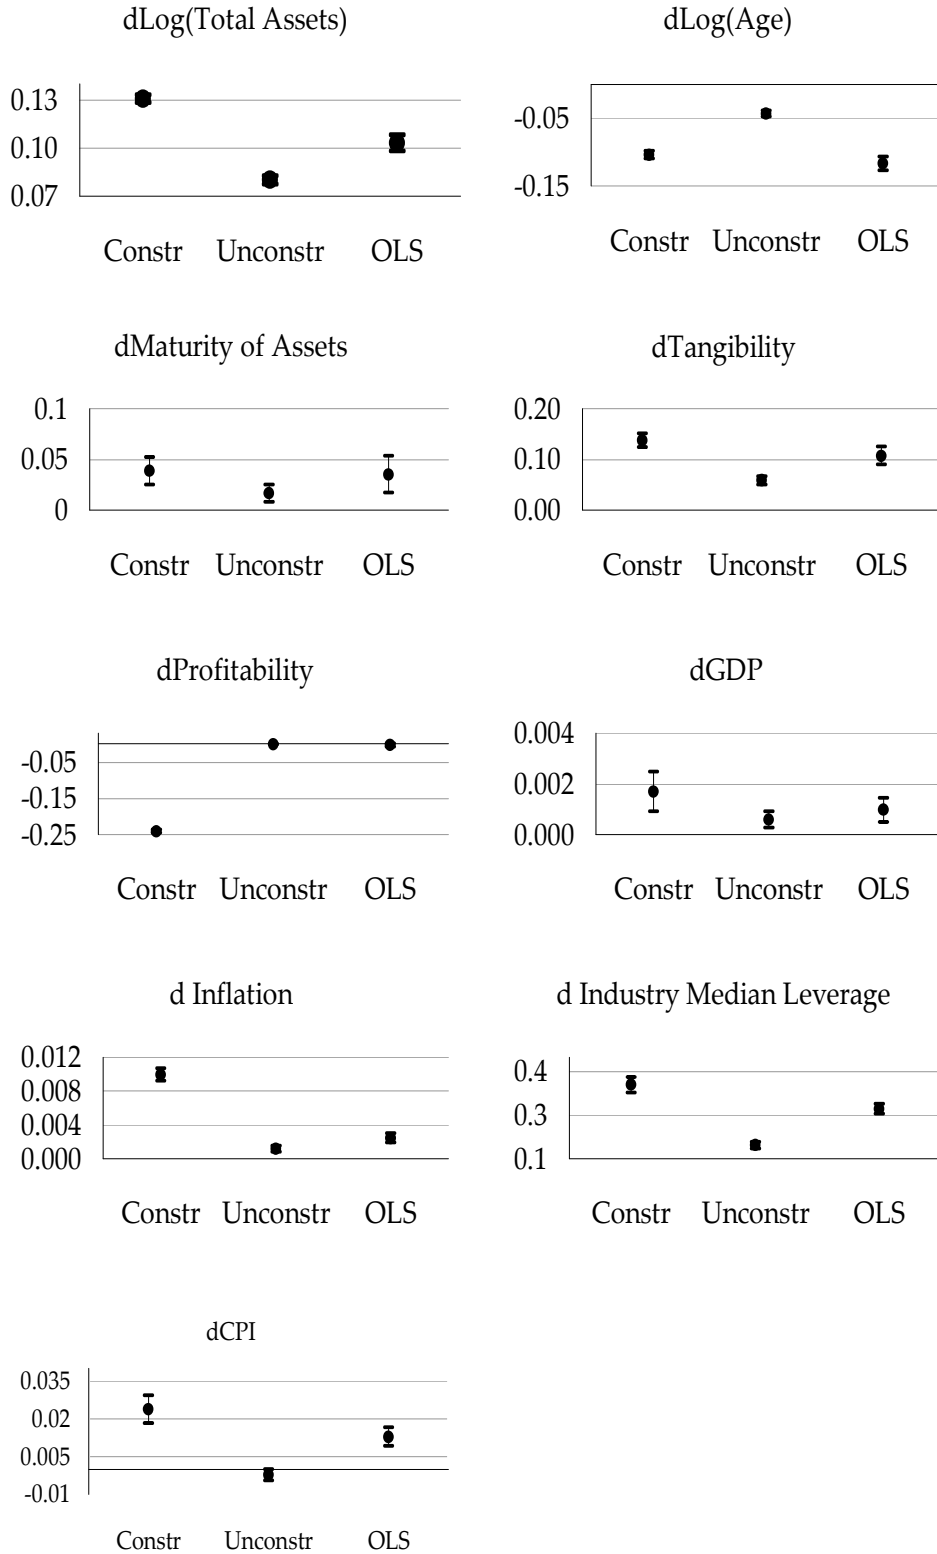 dLog(Total Assets)
0.13
0.10
0.07
Constr Unconstr OLS
dLog(Age)
-0.05
-0.15
Constr Unconstr OLS
dMaturity of Assets
0.1
0.05
0
Constr Unconstr OLS
dTangibility
0.20
0.10
0.00
Constr Unconstr OLS
dProfitability
-0.05
-0.15
-0.25
Constr Unconstr OLS
dGDP
0.004
0.002
0.000
Constr Unconstr OLS
d Inflation
0.012
0.008
0.004
0.000
Constr Unconstr OLS
d Industry Median Leverage
0.4
0.3
0.1
Constr Unconstr OLS
dCPI
0.035
0.02
0.005
-0.01
Constr Unconstr OLS